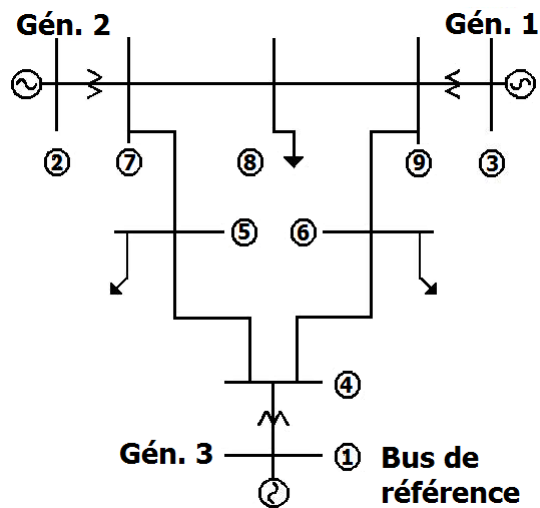 Gén. 2
Gén. 1
② ⑦ ⑧ ⑨ ③
⑤ ⑥
④
Gén. 3 ① Bus de
référence